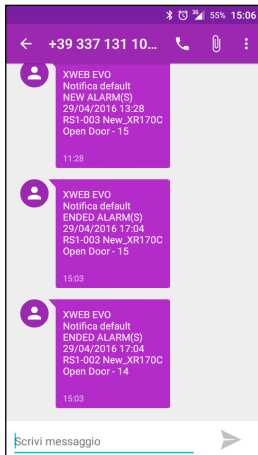 3G 55% 15:06
+39 337 131 10...
XWEB EVO
Notifica default
NEW ALARM(S)
29/04/2016 13:28
RS1-003 New_XR170C
Open Door - 15
11:28
XWEB EVO
Notifica default
ENDED ALARM(S)
29/04/2016 17:04
RS1-003 New_XR170C
Open Door - 15
15:03
XWEB EVO
Notifica default
ENDED ALARM(S)
29/04/2016 17:04
RS1-002 New_XR170C
Open Door - 14
15:03
Scrivi messaggio